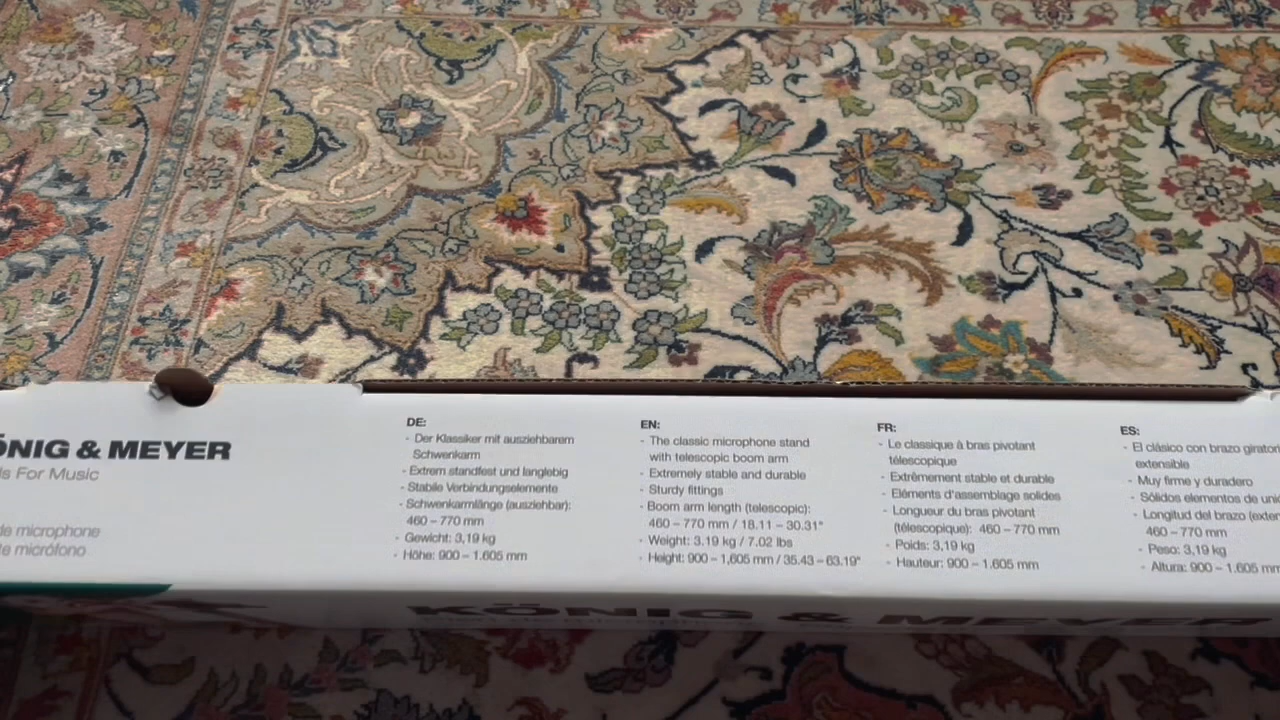 ÖNIG & MEYER
ls For Music
de microphone
te micrófono
DE:
- Der Klassiker mit ausziehbarem
Schwenkarm
- Extrem standfest und langlebig
- Stabile Verbindungselemente
- Schwenkarmlänge (ausziehbar):
460 – 770 mm
- Gewicht: 3,19 kg
- Höhe: 900 – 1.605 mm
EN:
- The classic microphone stand
with telescopic boom arm
- Extremely stable and durable
- Sturdy fittings
- Boom arm length (telescopic):
460 – 770 mm / 18.11 – 30.31"
- Weight: 3.19 kg / 7.02 lbs
- Height: 900 – 1,605 mm / 35.43 – 63.19"
FR:
- Le classique à bras pivotant
télescopique
- Extrêmement stable et durable
- Eléments d'assemblage solides
- Longueur du bras pivotant
(télescopique): 460 – 770 mm
- Poids: 3,19 kg
- Hauteur: 900 – 1.605 mm
ES:
- El clásico con brazo giratori
extensible
- Muy firme y duradero
- Sólidos elementos de unió
- Longitud del brazo (exten
460 – 770 mm
- Peso: 3,19 kg
- Altura: 900 – 1.605 mm
KÖNIG & MEYER